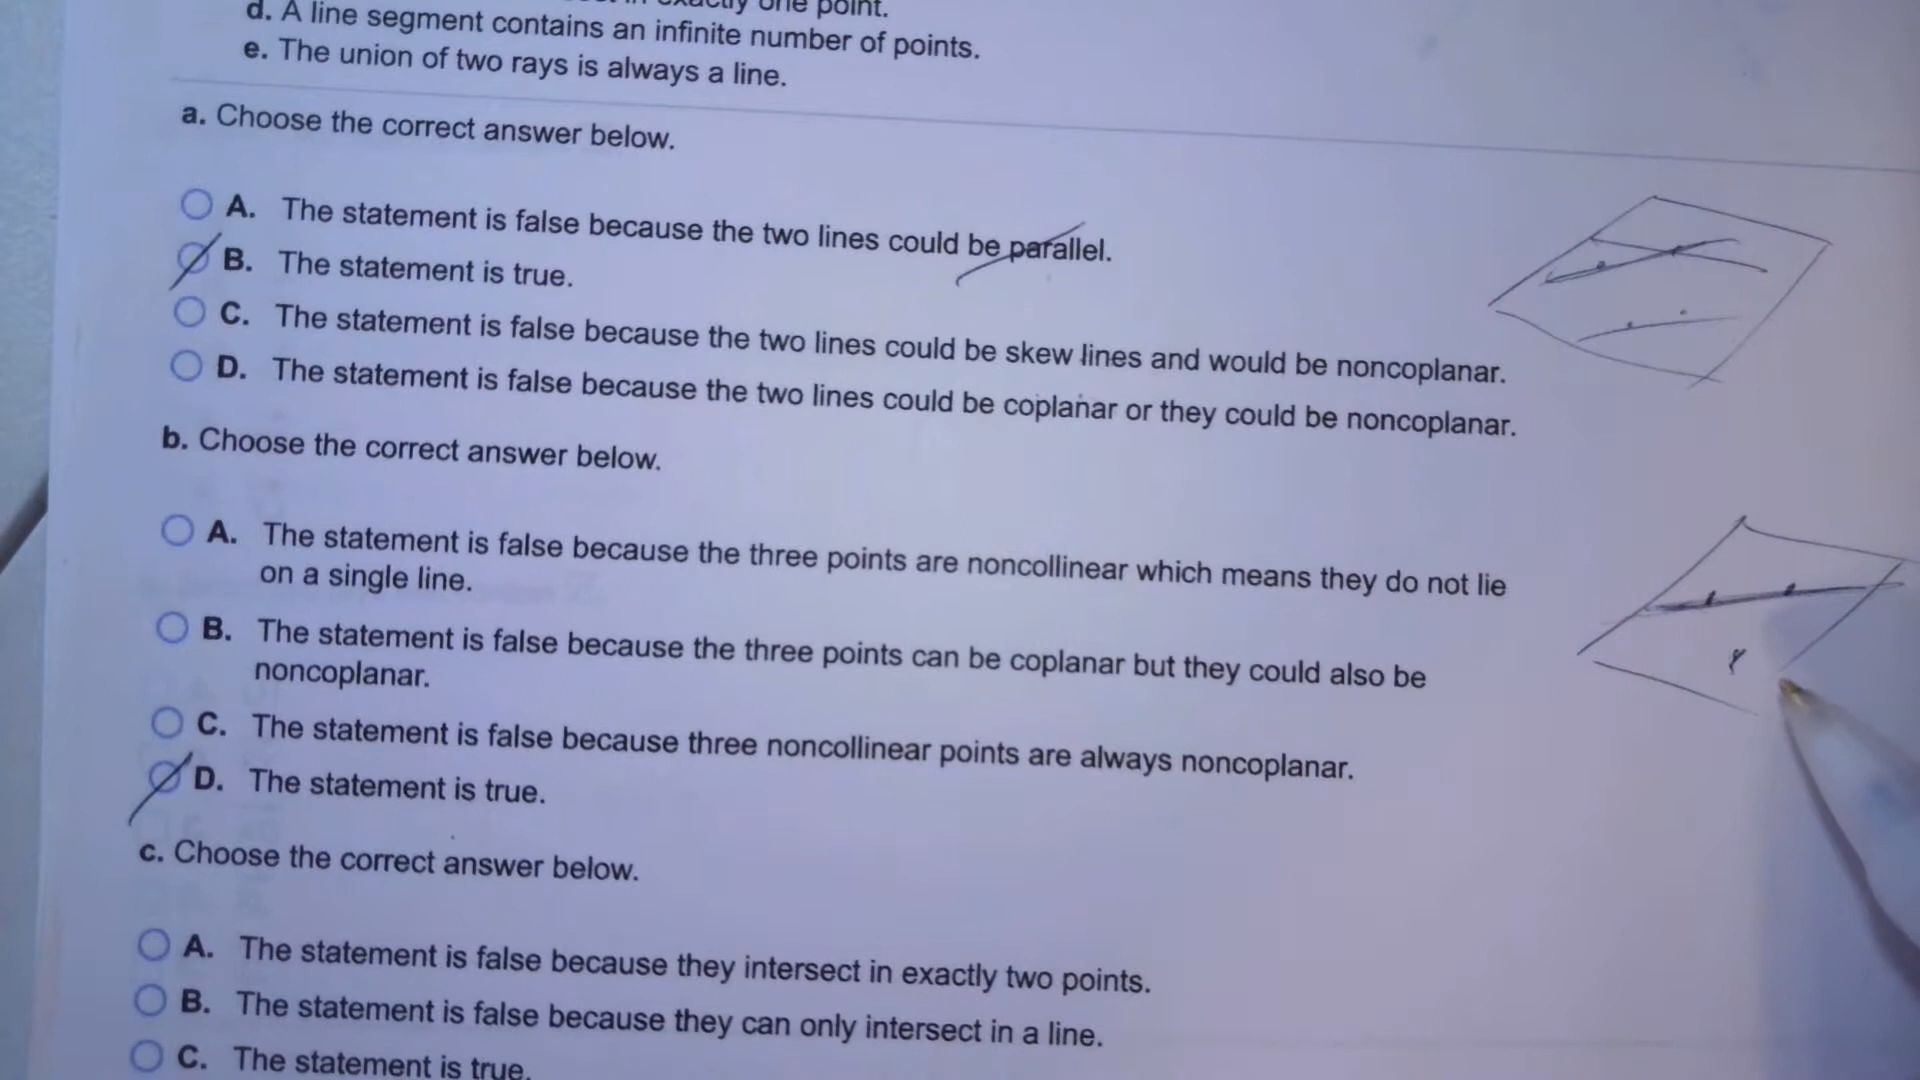 in exactly one point.
d. A line segment contains an infinite number of points.
e. The union of two rays is always a line.
a. Choose the correct answer below.
A. The statement is false because the two lines could be parallel.
B. The statement is true.
C. The statement is false because the two lines could be skew lines and would be noncoplanar.
D. The statement is false because the two lines could be coplanar or they could be noncoplanar.
b. Choose the correct answer below.
A. The statement is false because the three points are noncollinear which means they do not lie
on a single line.
B. The statement is false because the three points can be coplanar but they could also be
noncoplanar.
C. The statement is false because three noncollinear points are always noncoplanar.
D. The statement is true.
c. Choose the correct answer below.
A. The statement is false because they intersect in exactly two points.
B. The statement is false because they can only intersect in a line.
C. The statement is true.